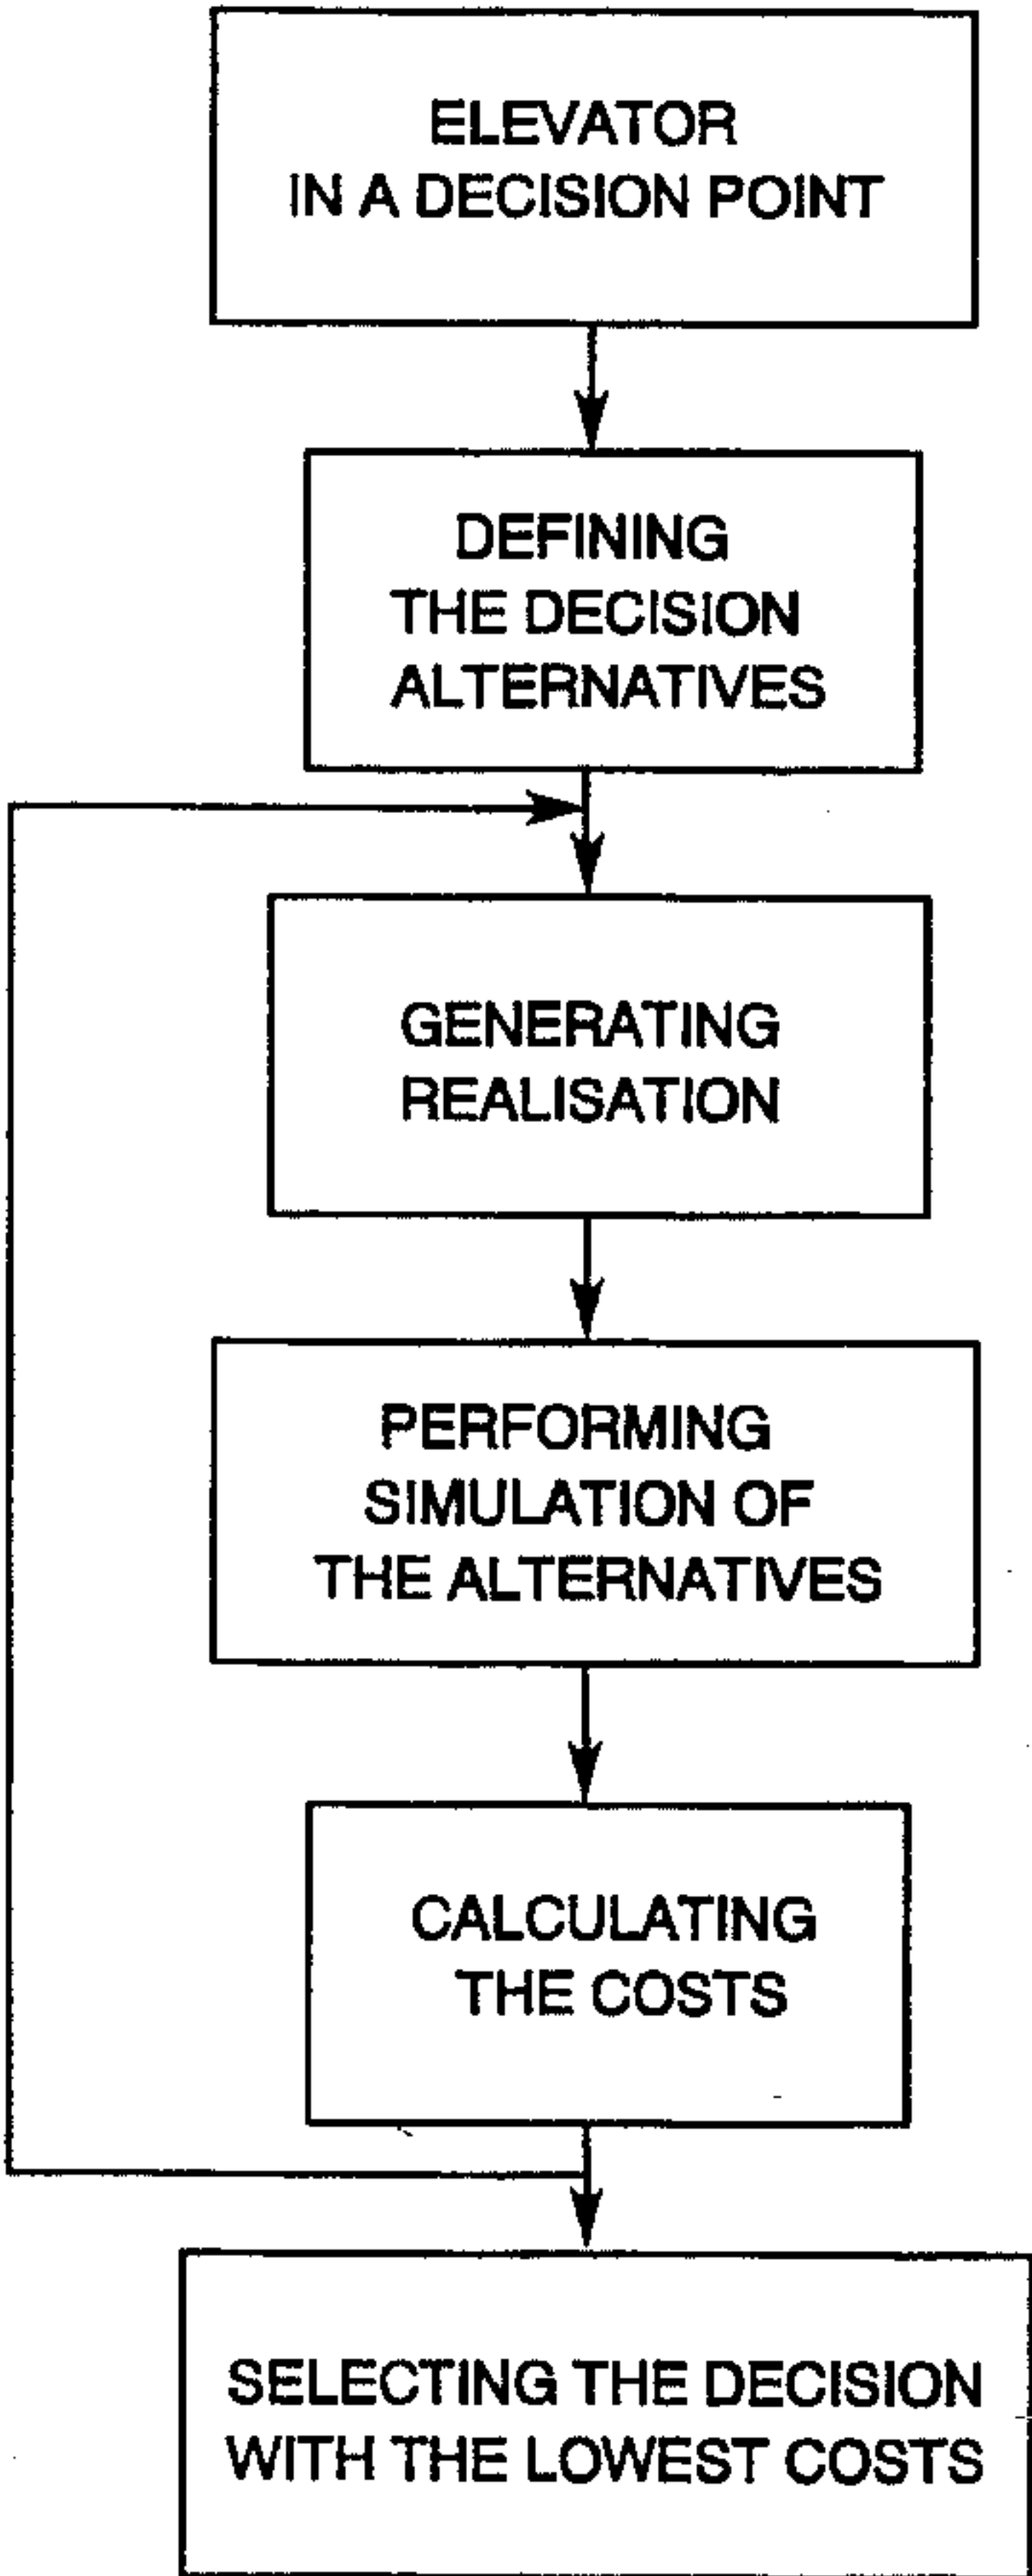 ELEVATOR
IN A DECISION POINT
DEFINING
THE DECISION
ALTERNATIVES
GENERATING
REALISATION
PERFORMING
SIMULATION OF
THE ALTERNATIVES
CALCULATING
THE COSTS
SELECTING THE DECISION
WITH THE LOWEST COSTS